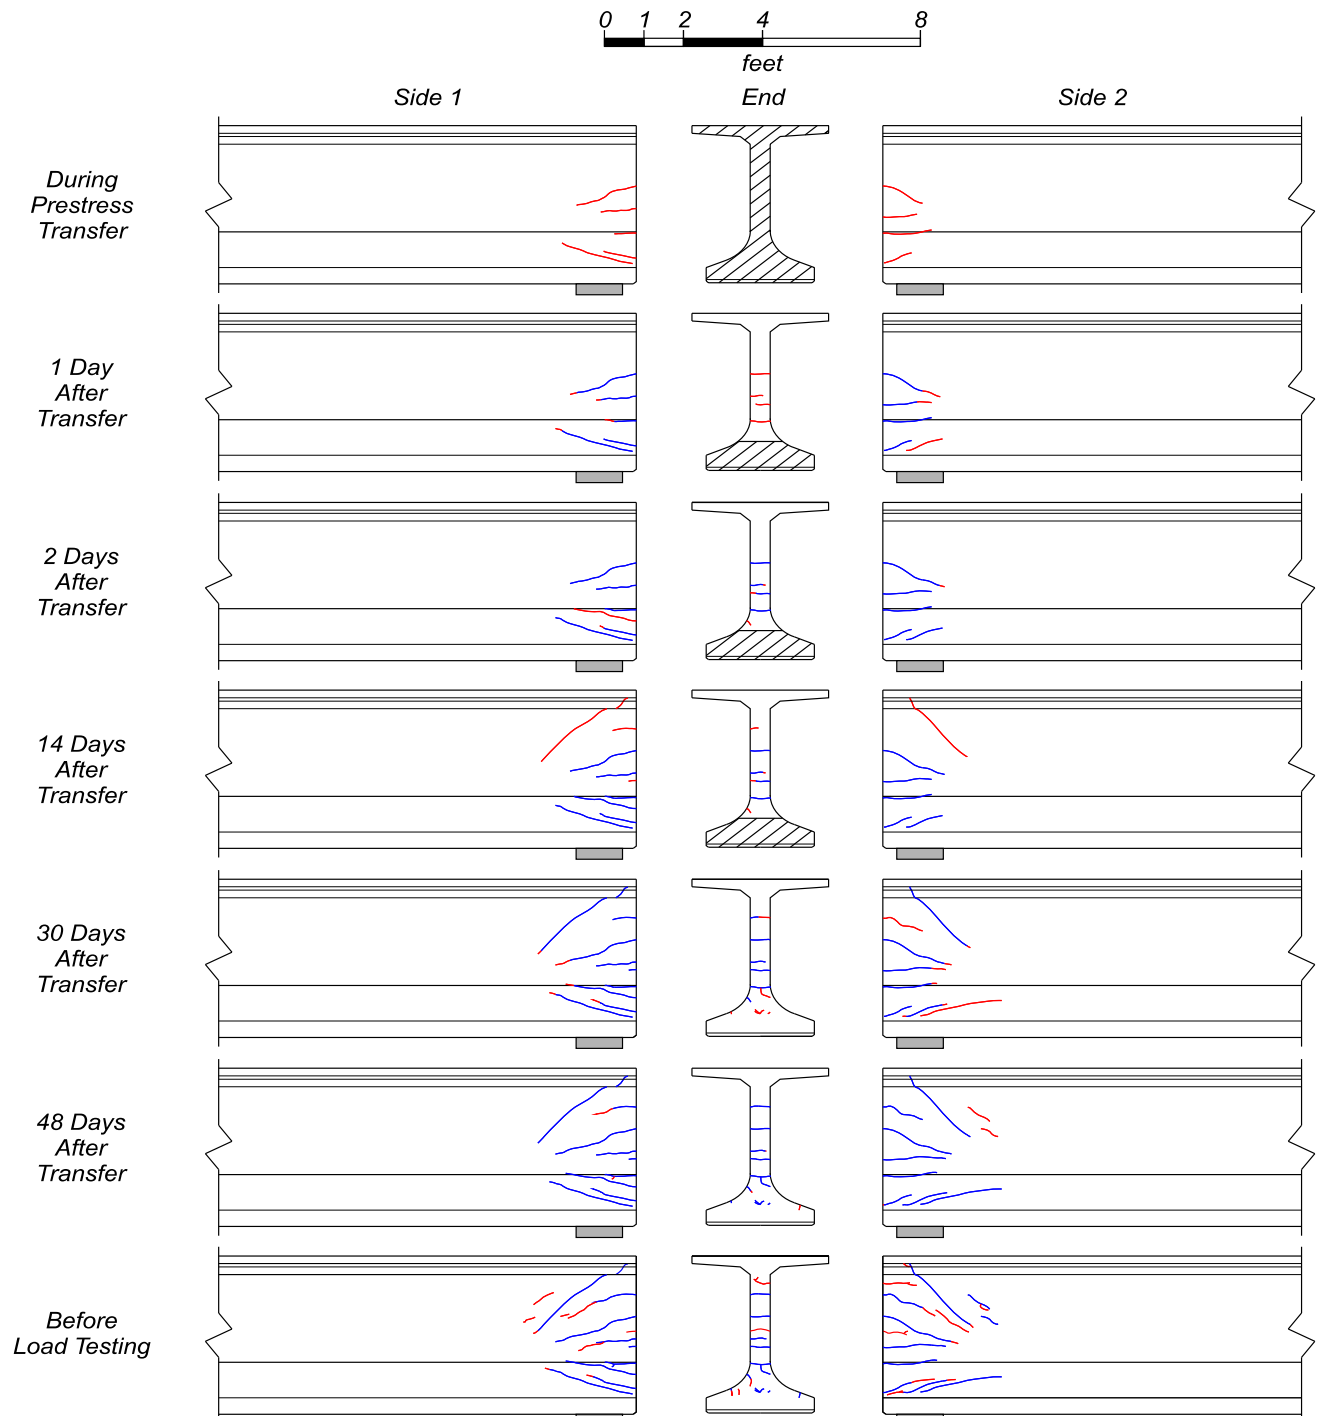 0 1 2 4 8
feet
Side 1 End Side 2
During
Prestress
Transfer
1 Day
After
Transfer
2 Days
After
Transfer
14 Days
After
Transfer
30 Days
After
Transfer
48 Days
After
Transfer
Before
Load Testing